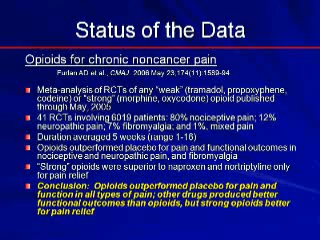 Status of the Data
Opioids for chronic noncancer pain
Furlan AD et al., CMAJ. 2006 May 23;174(11):1589-94
Meta-analysis of RCTs of any "weak" (tramadol, propoxyphene,
codeine) or "strong" (morphine, oxycodone) opioid published
through May, 2005
41 RCTs involving 6019 patients: 80% nociceptive pain; 12%
neuropathic pain; 7% fibromyalgia; and 1%, mixed pain
Duration averaged 5 weeks (range 1-16)
Opioids outperformed placebo for pain and functional outcomes in
nociceptive and neuropathic pain, and fibromyalgia
"Strong" opioids were superior to naproxen and nortriptyline only
for pain relief
Conclusion: Opioids outperformed placebo for pain and
function in all types of pain; other drugs produced better
functional outcomes than opioids, but strong opioids better
for pain relief